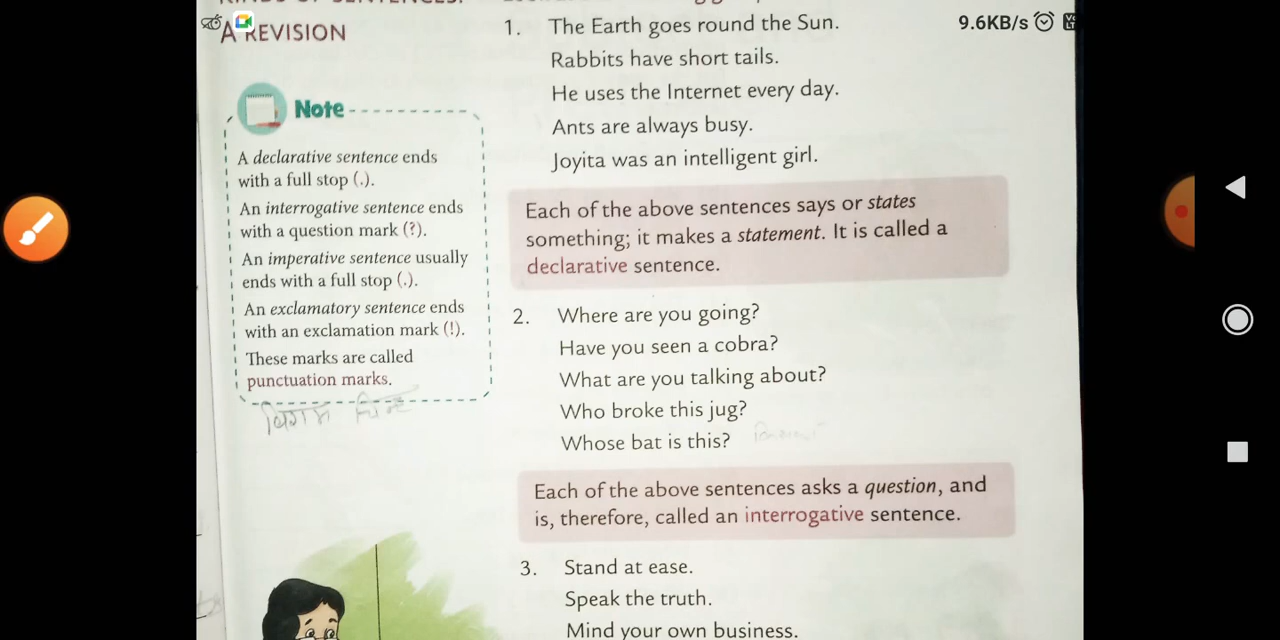 A REVISION
Note
A declarative sentence ends
with a full stop (.).
An interrogative sentence ends
with a question mark (?).
An imperative sentence usually
ends with a full stop (.).
An exclamatory sentence ends
with an exclamation mark (!).
These marks are called
punctuation marks.
विराम चिन्ह
1. The Earth goes round the Sun.
Rabbits have short tails.
He uses the Internet every day.
Ants are always busy.
Joyita was an intelligent girl.
Each of the above sentences says or states
something; it makes a statement. It is called a
declarative sentence.
2. Where are you going?
Have you seen a cobra?
What are you talking about?
Who broke this jug?
Whose bat is this?
Each of the above sentences asks a question, and
is, therefore, called an interrogative sentence.
3. Stand at ease.
Speak the truth.
Mind your own business.
9.6KB/s